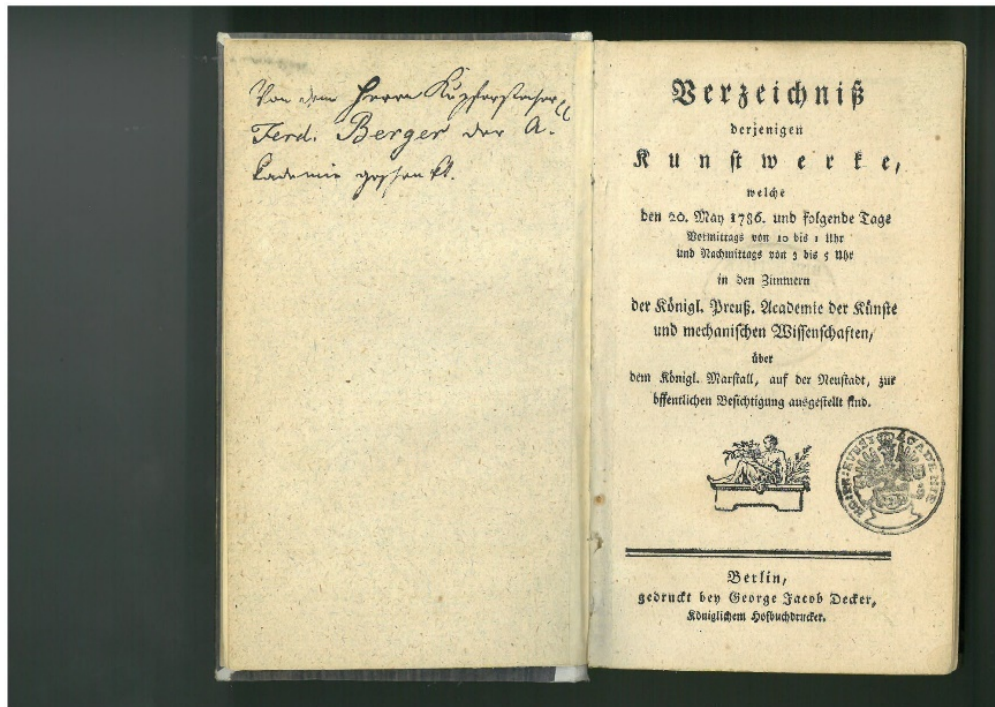 Von dem Herrn Kupferstecher
Ferd. Berger der A-
kademie geschenkt.
Verzeichniß
derjenigen
Kunstwerke,
welche
den 20. May 1786. und folgende Tage
Vormittags von 10 bis 1 Uhr
und Nachmittags von 3 bis 5 Uhr
in den Zimmern
der Königl. Preuß. Academie der Künste
und mechanischen Wissenschaften,
über
dem Königl. Marstall, auf der Neustadt, zur
öffentlichen Besichtigung ausgestellt sind.
KUNST ACADEMIE
Berlin,
gedruckt bey George Jacob Decker,
Königlichem Hofbuchdrucker.